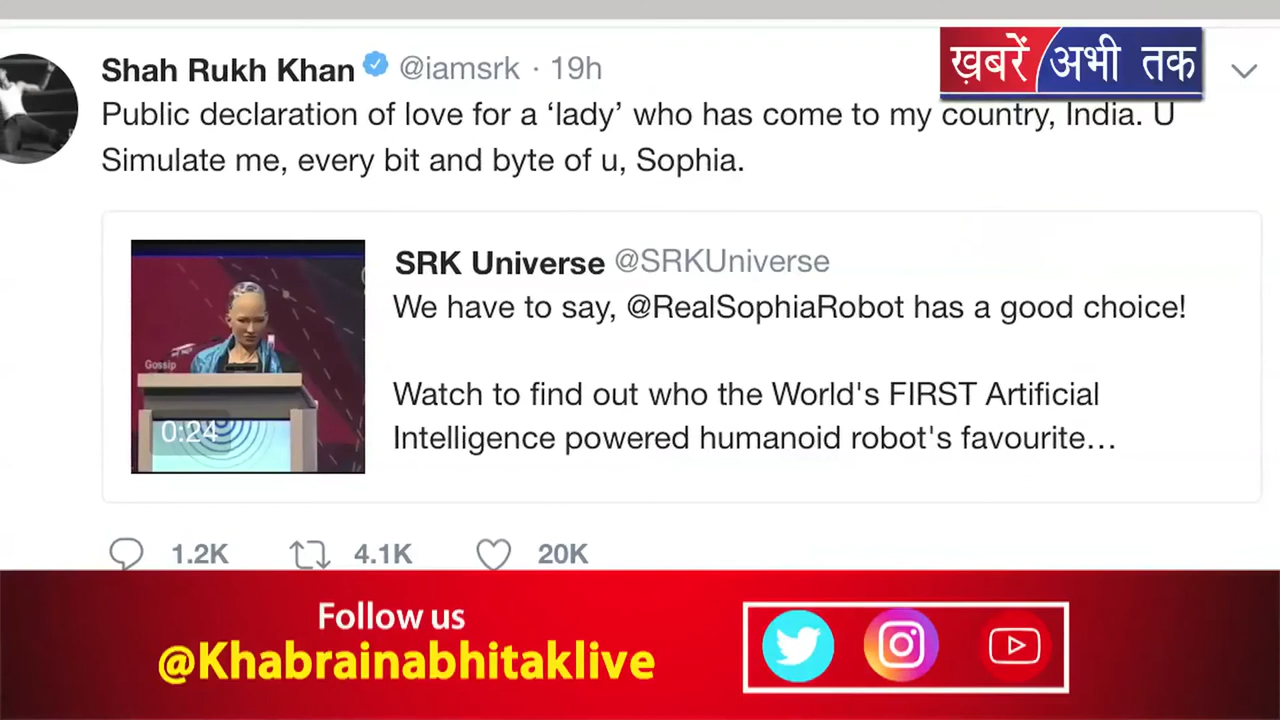 Shah Rukh Khan @iamsrk · 19h
ख़बरें अभी तक
Public declaration of love for a ‘lady’ who has come to my country, India. U
Simulate me, every bit and byte of u, Sophia.
SRK Universe @SRKUniverse
We have to say, @RealSophiaRobot has a good choice!
Watch to find out who the World's FIRST Artificial
Intelligence powered humanoid robot's favourite…
Gossip
0:24
1.2K 4.1K 20K
Follow us
@Khabrainabhitaklive